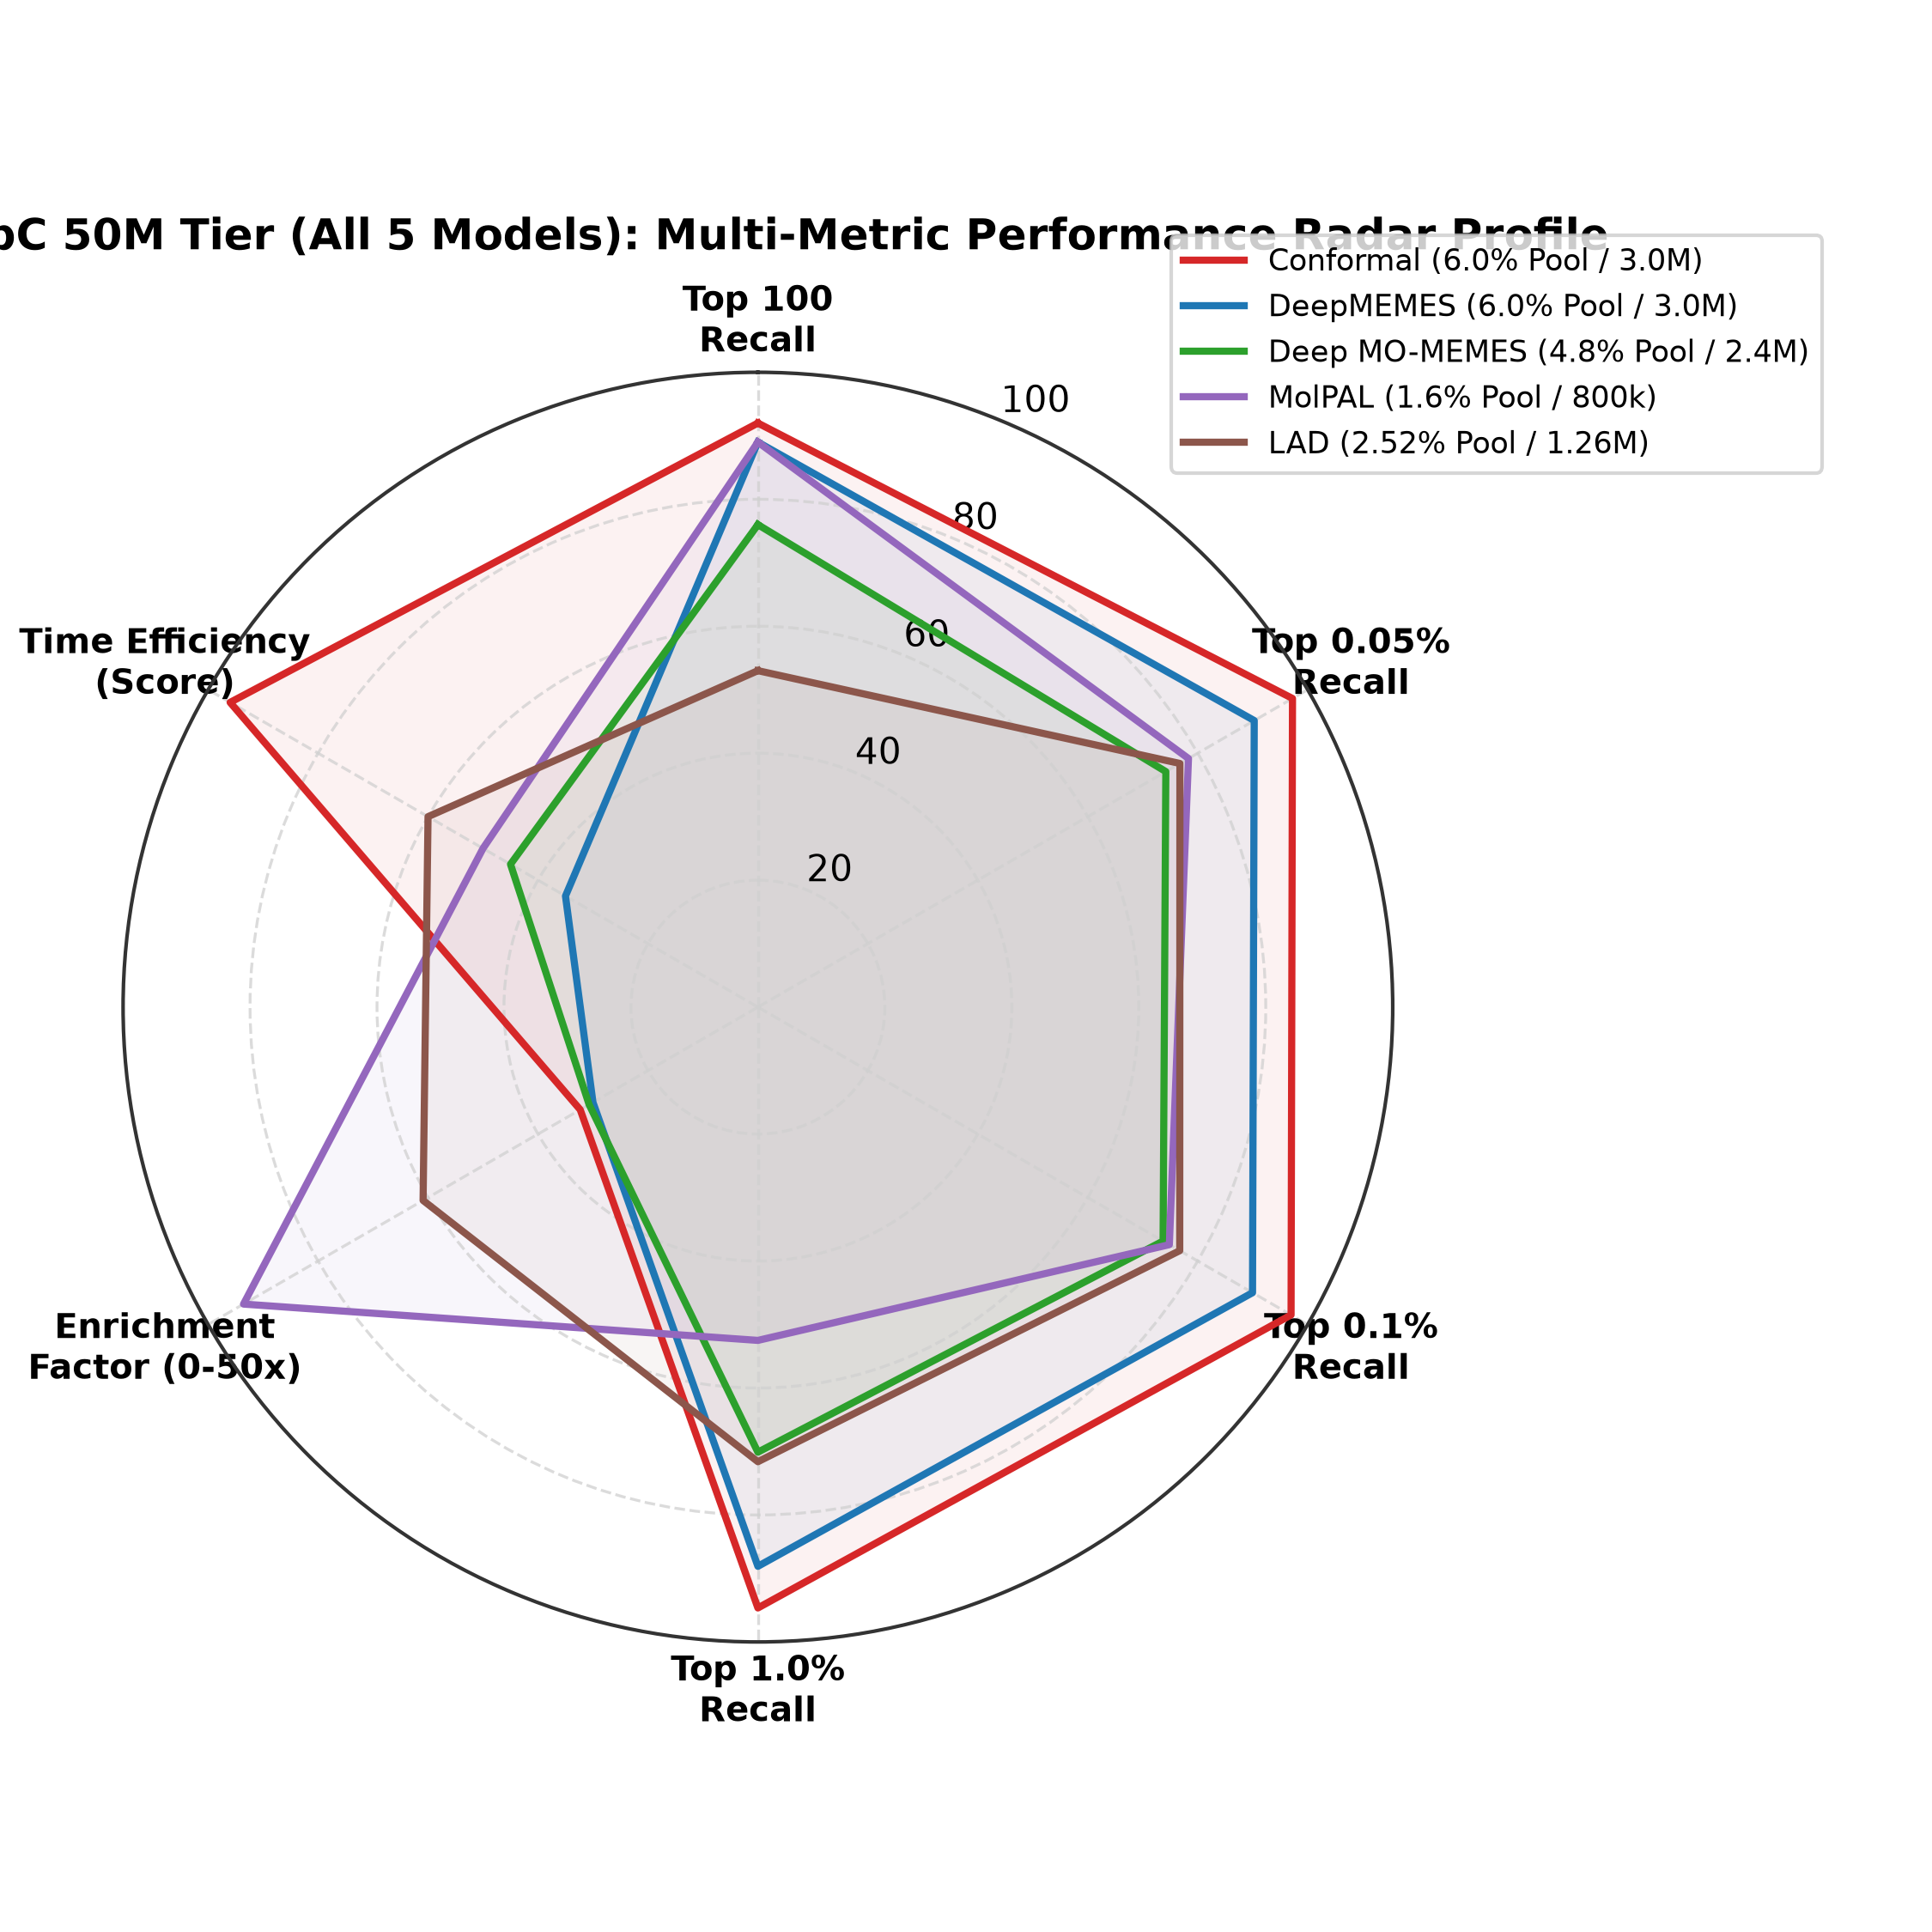 C 50M Tier (All 5 Models): Multi-Metric Performance Radar Profile
Conformal (6.0% Pool / 3.0M)
DeepMEMES (6.0% Pool / 3.0M)
Deep MO-MEMES (4.8% Pool / 2.4M)
MolPAL (1.6% Pool / 800k)
LAD (2.52% Pool / 1.26M)
Top 100
Recall
100
80
60
40
20
Time Efficiency
(Score)
Top 0.05%
Recall
Enrichment
Factor (0-50x)
Top 0.1%
Recall
Top 1.0%
Recall